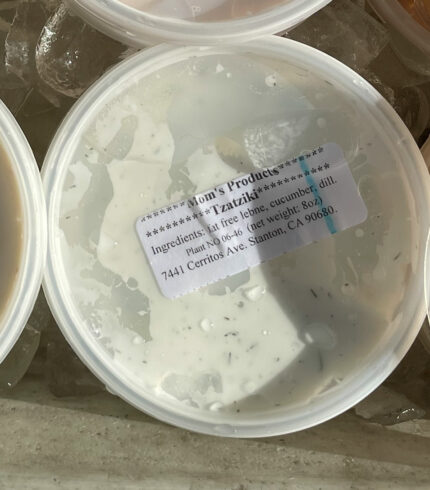 *******Mom's Products*******
**********Tzatziki***********
Ingredients: fat free lebne, cucumber, dill.
Plant NO 06-46 (net weight: 8oz)
7441 Cerritos Ave. Stanton, CA 90680.